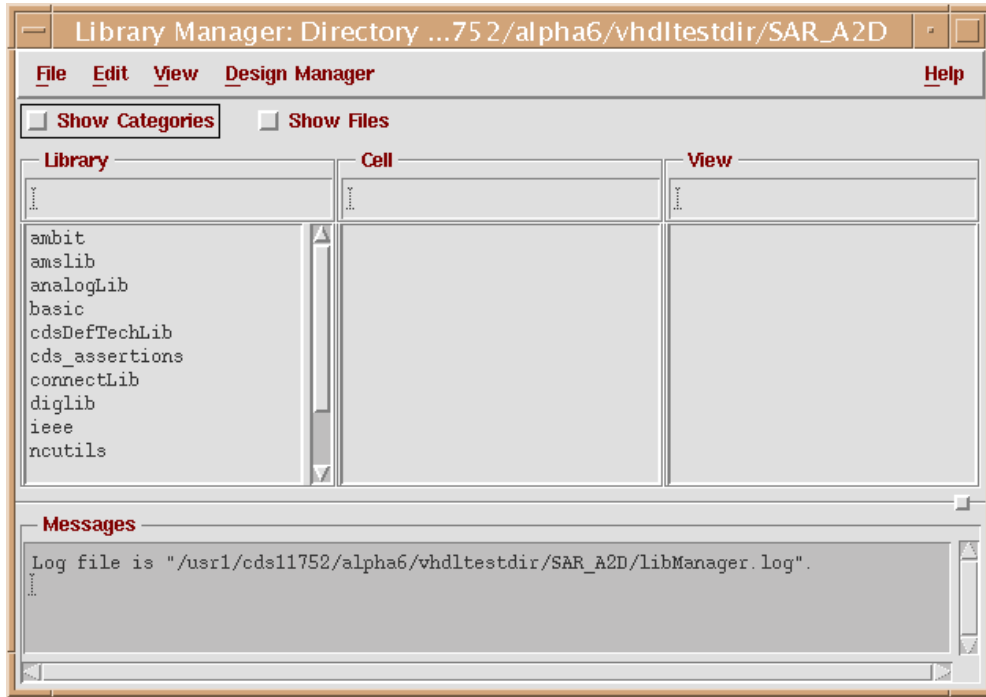 Library Manager: Directory ...752/alpha6/vhdltestdir/SAR_A2D
File Edit View Design Manager Help
Show Categories Show Files
Library Cell View
ambit
amslib
analogLib
basic
cdsDefTechLib
cds_assertions
connectLib
diglib
ieee
ncutils
Messages
Log file is "/usr1/cds11752/alpha6/vhdltestdir/SAR_A2D/libManager.log".